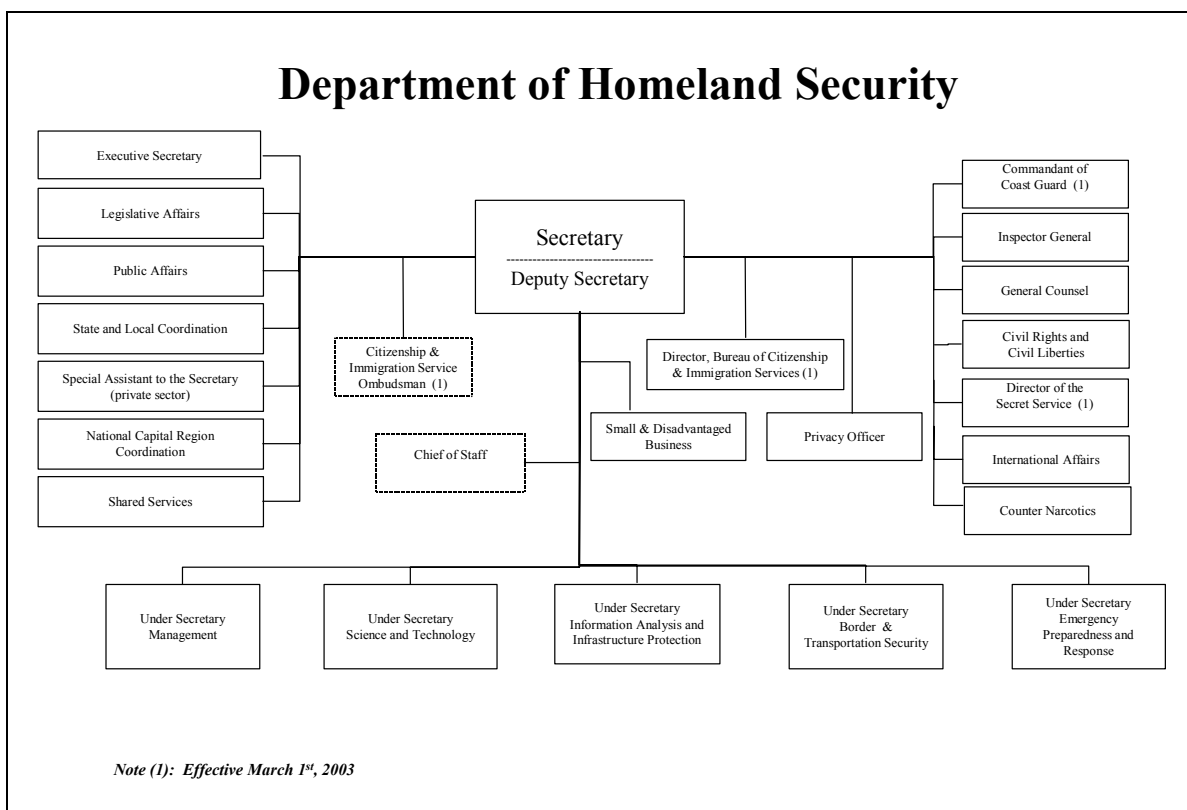 Department of Homeland Security
Executive Secretary
Legislative Affairs
Public Affairs
State and Local Coordination
Special Assistant to the Secretary
(private sector)
National Capital Region
Coordination
Shared Services
Secretary
Deputy Secretary
Citizenship &
Immigration Service
Ombudsman (1)
Chief of Staff
Small & Disadvantaged
Business
Director, Bureau of Citizenship
& Immigration Services (1)
Privacy Officer
Commandant of
Coast Guard (1)
Inspector General
General Counsel
Civil Rights and
Civil Liberties
Director of the
Secret Service (1)
International Affairs
Counter Narcotics
Under Secretary
Management
Under Secretary
Science and Technology
Under Secretary
Information Analysis and
Infrastructure Protection
Under Secretary
Border &
Transportation Security
Under Secretary
Emergency
Preparedness and
Response
Note (1): Effective March 1st, 2003